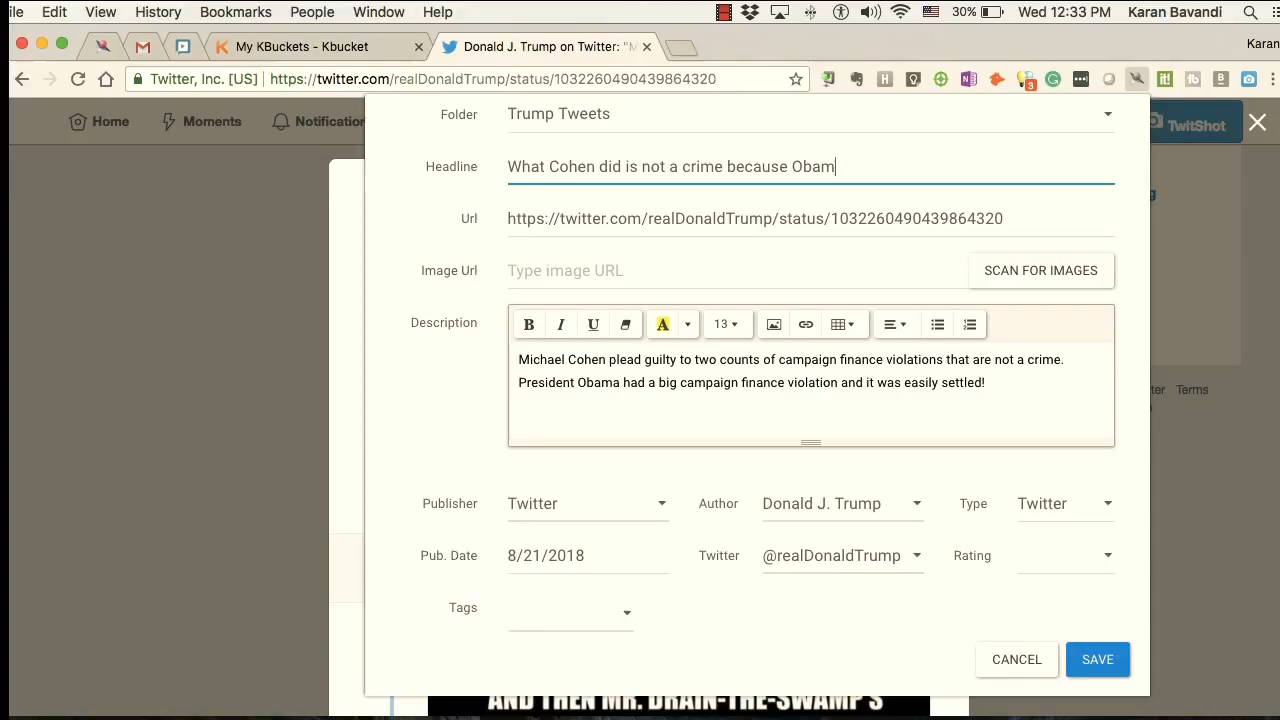 ile Edit View History Bookmarks People Window Help 30% Wed 12:33 PM Karan Bavandi
My KBuckets - Kbucket × Donald J. Trump on Twitter: "M × Karan
Twitter, Inc. [US] https://twitter.com/realDonaldTrump/status/1032260490439864320
Home Moments Notification TwitShot
Folder Trump Tweets
Headline What Cohen did is not a crime because Obam
Url https://twitter.com/realDonaldTrump/status/1032260490439864320
Image Url Type image URL SCAN FOR IMAGES
Description B I U A 13
Michael Cohen plead guilty to two counts of campaign finance violations that are not a crime.
President Obama had a big campaign finance violation and it was easily settled!
tter Terms
Publisher Twitter Author Donald J. Trump Type Twitter
Pub. Date 8/21/2018 Twitter @realDonaldTrump Rating
Tags
CANCEL SAVE
AND THEN MR. DRAIN-THE-SWAMP'S